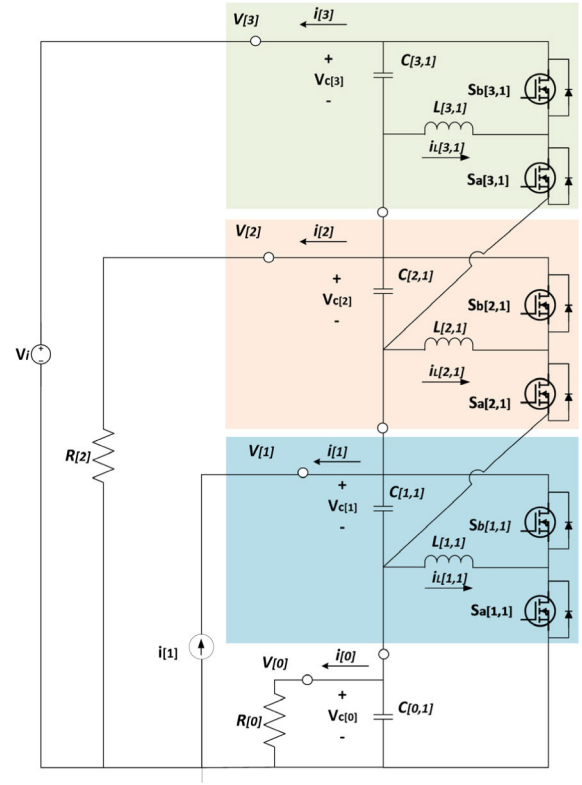 V[3]
i[3]
C[3,1]
+
Vc[3]
-
Sb[3,1]
L[3,1]
iL[3,1]
Sa[3,1]
V[2]
i[2]
C[2,1]
+
Vc[2]
-
Sb[2,1]
L[2,1]
iL[2,1]
Sa[2,1]
Vi
+
-
R[2]
V[1]
i[1]
C[1,1]
+
Vc[1]
-
Sb[1,1]
L[1,1]
iL[1,1]
Sa[1,1]
i[1]
V[0]
i[0]
R[0]
+
Vc[0]
-
C[0,1]